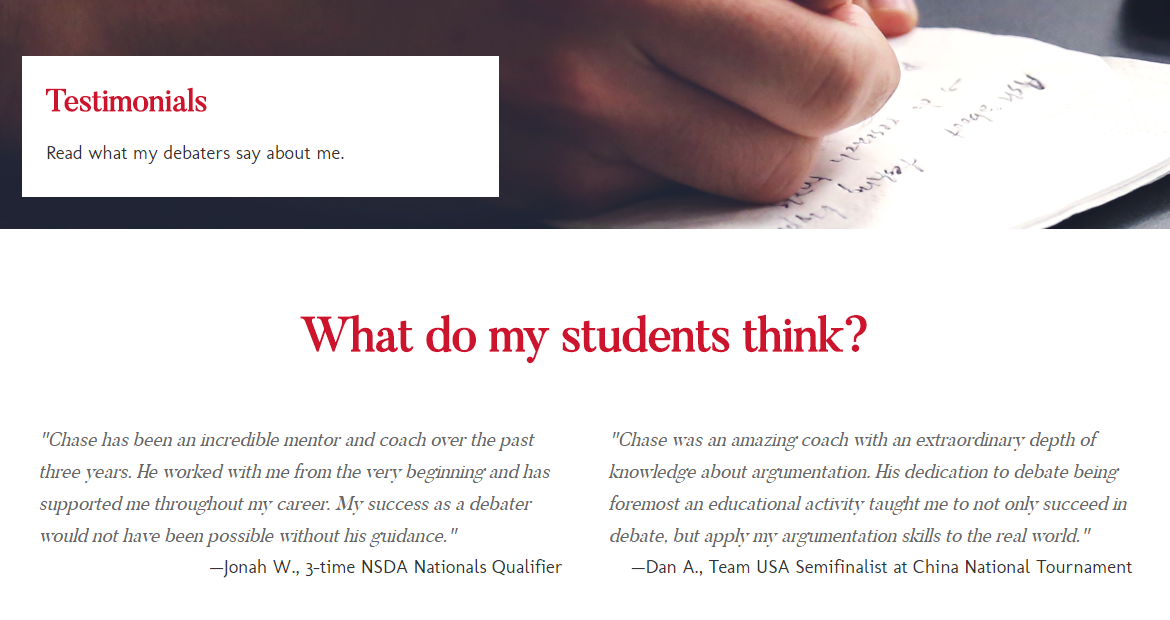 Testimonials
Read what my debaters say about me.
What do my students think?
"Chase has been an incredible mentor and coach over the past
three years. He worked with me from the very beginning and has
supported me throughout my career. My success as a debater
would not have been possible without his guidance."
—Jonah W., 3-time NSDA Nationals Qualifier
"Chase was an amazing coach with an extraordinary depth of
knowledge about argumentation. His dedication to debate being
foremost an educational activity taught me to not only succeed in
debate, but apply my argumentation skills to the real world."
—Dan A., Team USA Semifinalist at China National Tournament